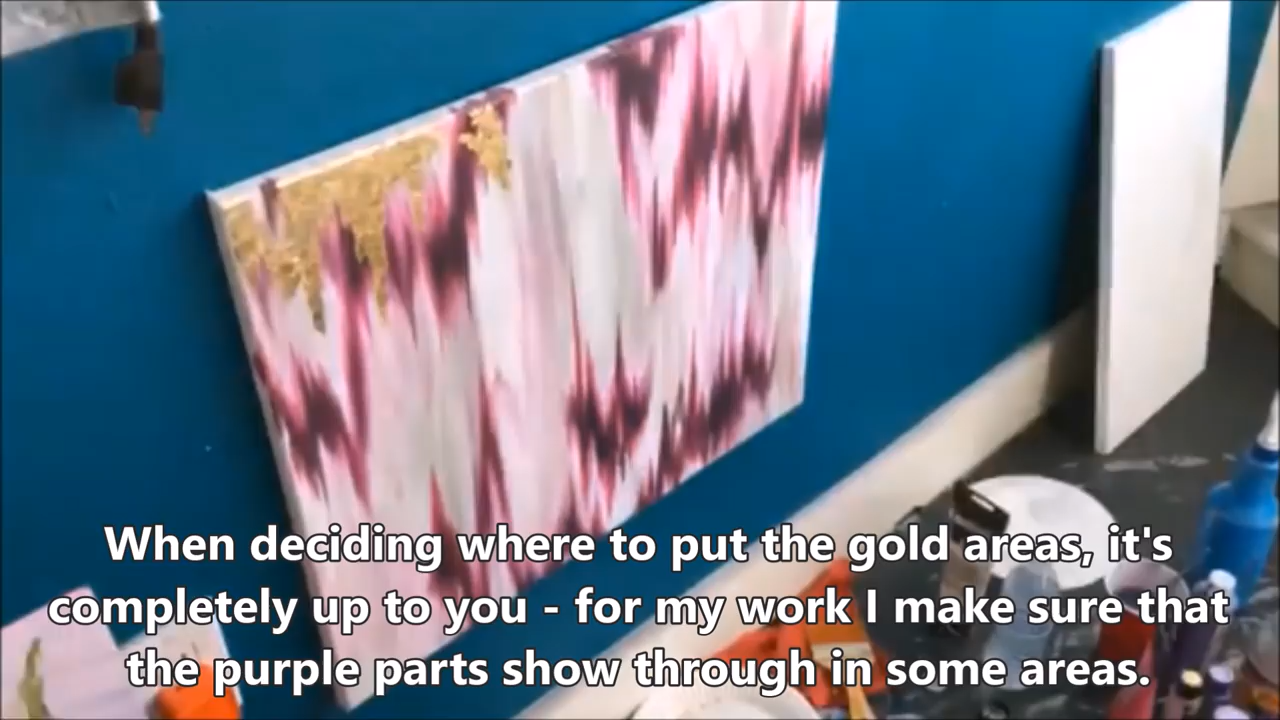 When deciding where to put the gold areas, it's
completely up to you - for my work I make sure that
the purple parts show through in some areas.